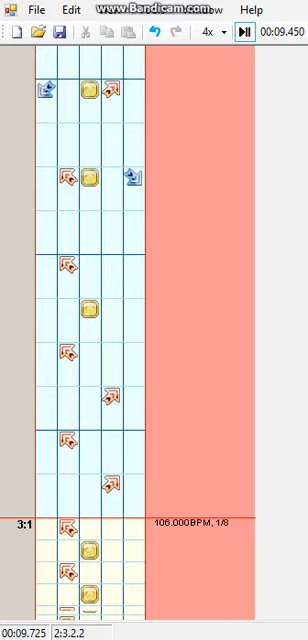 www.Bandicam.com
File Edit Help
4x 00:09.450
3:1 106.000BPM, 1/8
00:09.725 2:3.2.2